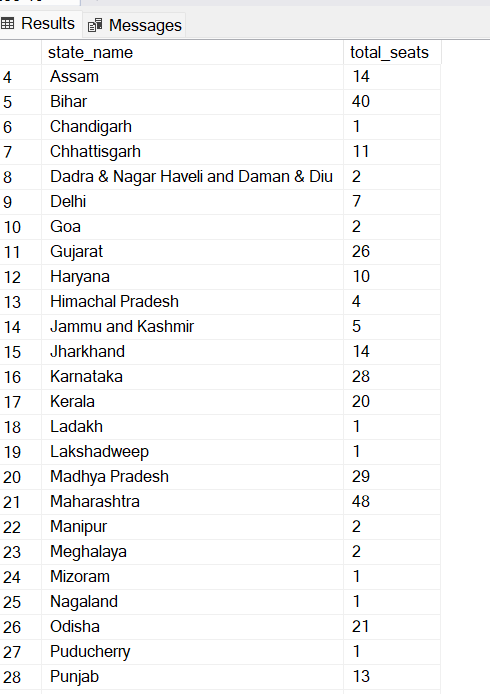 Results Messages
state_name total_seats
4 Assam 14
5 Bihar 40
6 Chandigarh 1
7 Chhattisgarh 11
8 Dadra & Nagar Haveli and Daman & Diu 2
9 Delhi 7
10 Goa 2
11 Gujarat 26
12 Haryana 10
13 Himachal Pradesh 4
14 Jammu and Kashmir 5
15 Jharkhand 14
16 Karnataka 28
17 Kerala 20
18 Ladakh 1
19 Lakshadweep 1
20 Madhya Pradesh 29
21 Maharashtra 48
22 Manipur 2
23 Meghalaya 2
24 Mizoram 1
25 Nagaland 1
26 Odisha 21
27 Puducherry 1
28 Punjab 13